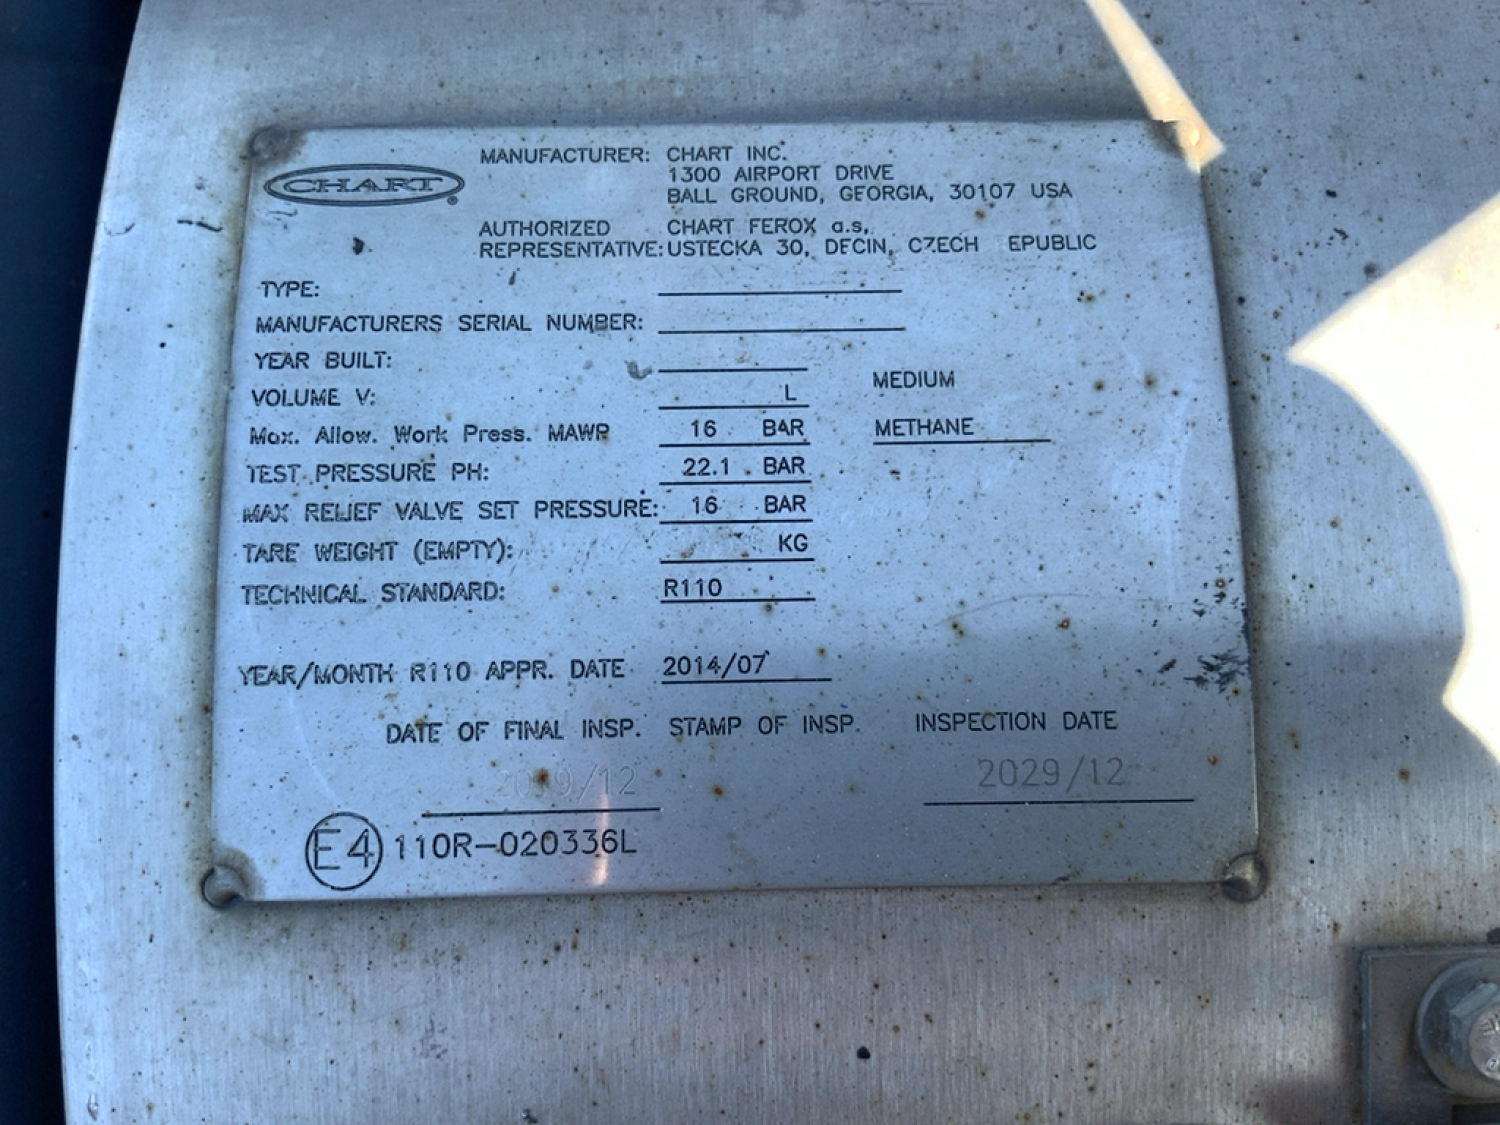 CHART
MANUFACTURER: CHART INC.
1300 AIRPORT DRIVE
BALL GROUND, GEORGIA, 30107 USA
AUTHORIZED CHART FEROX a.s,
REPRESENTATIVE: USTECKA 30, DECIN, CZECH EPUBLIC
TYPE:
MANUFACTURERS SERIAL NUMBER:
YEAR BUILT:
VOLUME V: L
MEDIUM
Max. Allow. Work Press. MAWP 16 BAR METHANE
TEST PRESSURE PH: 22.1 BAR
MAX RELIEF VALVE SET PRESSURE: 16 BAR
TARE WEIGHT (EMPTY): KG
TECHNICAL STANDARD: R110
YEAR/MONTH R110 APPR. DATE 2014/07
DATE OF FINAL INSP. STAMP OF INSP. INSPECTION DATE
2019/12 2029/12
E4 110R-020336L